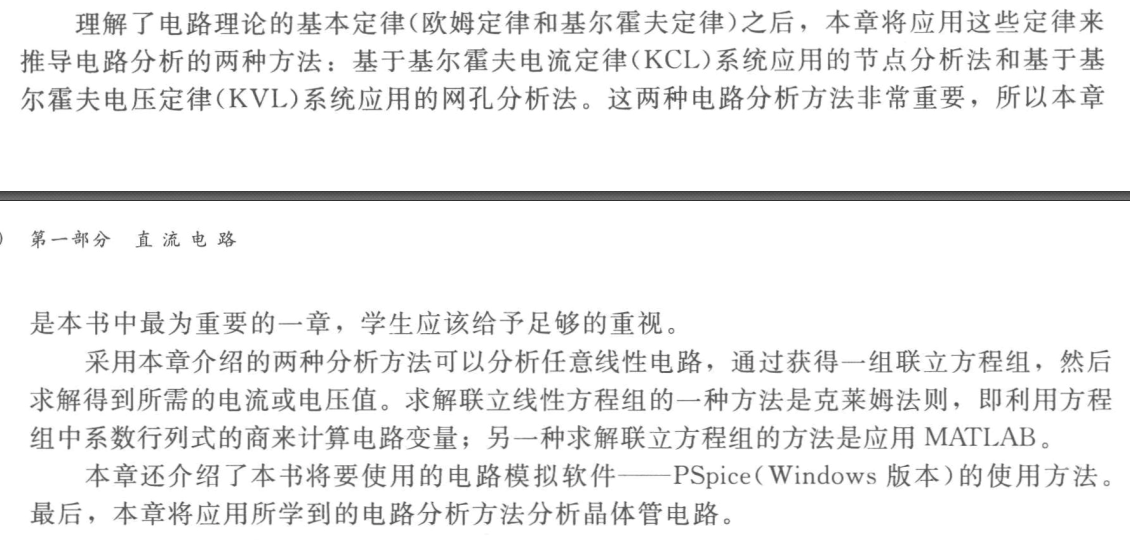 理解了电路理论的基本定律(欧姆定律和基尔霍夫定律)之后，本章将应用这些定律来
推导电路分析的两种方法：基于基尔霍夫电流定律(KCL)系统应用的节点分析法和基于基
尔霍夫电压定律(KVL)系统应用的网孔分析法。这两种电路分析方法非常重要，所以本章
第一部分 直流电路
是本书中最为重要的一章，学生应该给予足够的重视。
采用本章介绍的两种分析方法可以分析任意线性电路，通过获得一组联立方程组，然后
求解得到所需的电流或电压值。求解联立线性方程组的一种方法是克莱姆法则，即利用方程
组中系数行列式的商来计算电路变量；另一种求解联立方程组的方法是应用 MATLAB。
本章还介绍了本书将要使用的电路模拟软件——PSpice(Windows 版本)的使用方法。
最后，本章将应用所学到的电路分析方法分析晶体管电路。